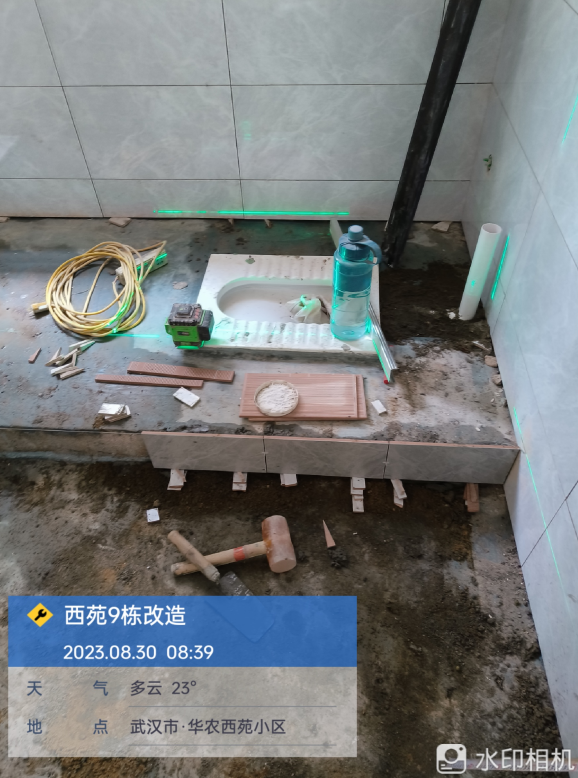 西苑9栋改造
2023.08.30 08:39
天 气 多云 23°
地 点 武汉市·华农西苑小区
水印相机